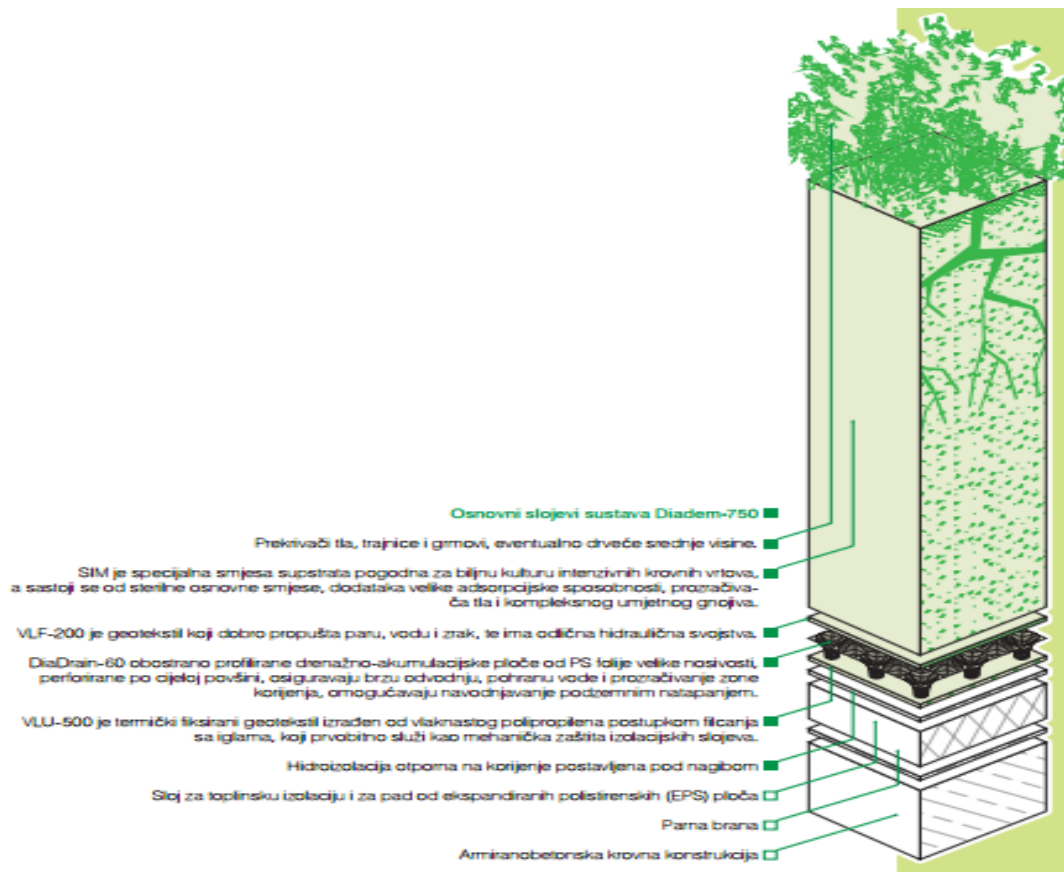 Osnovni slojevi sustava Diadem-750
Prekrivači tla, trajnice i grmovi, eventualno drveće srednje visine.
SIM je specijalna smjesa supstrata pogodna za biljnu kulturu intenzivnih krovnih vrtova,
a sastoji se od sterilne osnovne smjese, dodataka velike adsorpcijske sposobnosti, prozračiva-
ča tla i kompleksnog umjetnog gnojiva.
VLF-200 je geotekstil koji dobro propušta paru, vodu i zrak, te ima odlična hidraulična svojstva.
DiaDrain-60 obostrano profilirane drenažno-akumulacijske ploče od PS folije velike nosivosti,
perforirane po cijeloj povšini, osiguravaju brzu odvodnju, pohranu vode i prozračivanje zone
korijenja, omogućavaju navodnjavanje podzemnim natapanjem.
VLU-500 je termički fiksirani geotekstil izrađen od vlaknastog polipropilena postupkom filcanja
sa iglama, koji prvobitno služi kao mehanička zaštita izolacijskih slojeva.
Hidroizolacija otporna na korijenje postavljena pod nagibom
Sloj za toplinsku izolaciju i za pad od ekspandiranih polistirenskih (EPS) ploča
Parna brana
Armiranobetonska krovna konstrukcija